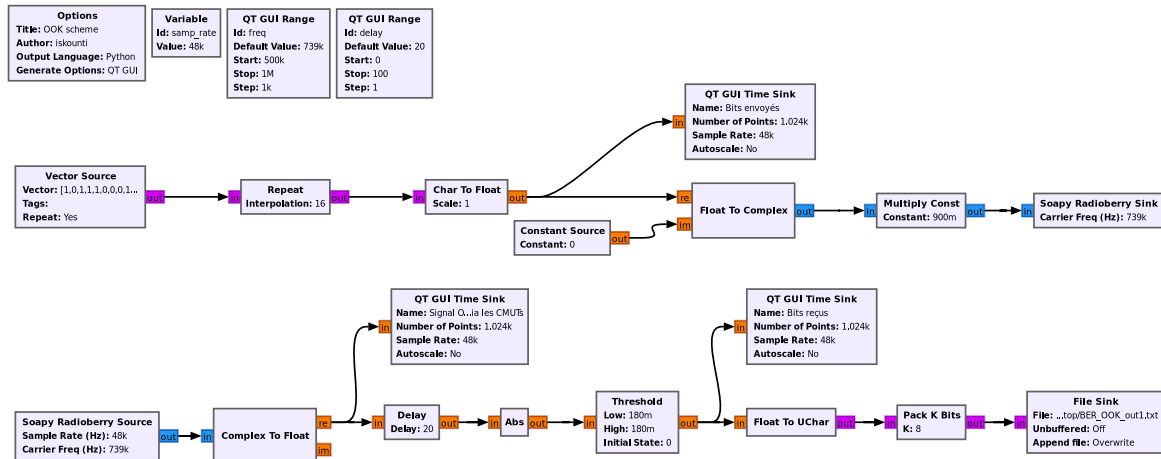 Options
Title: OOK scheme
Author: iskounti
Output Language: Python
Generate Options: QT GUI
Variable
Id: samp_rate
Value: 48k
QT GUI Range
Id: freq
Default Value: 739k
Start: 500k
Stop: 1M
Step: 1k
QT GUI Range
Id: delay
Default Value: 20
Start: 0
Stop: 100
Step: 1
QT GUI Time Sink
Name: Bits envoyés
Number of Points: 1.024k
Sample Rate: 48k
Autoscale: No
in
Vector Source
Vector: [1,0,1,1,1,0,0,0,1...
Tags:
Repeat: Yes
out
in
Repeat
Interpolation: 16
out
in
Char To Float
Scale: 1
out
Constant Source
Constant: 0
out
re
im
Float To Complex
out
in
Multiply Const
Constant: 900m
out
in
Soapy Radioberry Sink
Carrier Freq (Hz): 739k
QT GUI Time Sink
Name: Signal O...ia les CMUTs
Number of Points: 1.024k
Sample Rate: 48k
Autoscale: No
in
QT GUI Time Sink
Name: Bits reçus
Number of Points: 1.024k
Sample Rate: 48k
Autoscale: No
in
Soapy Radioberry Source
Sample Rate (Hz): 48k
Carrier Freq (Hz): 739k
out
in
Complex To Float
re
im
in
Delay
Delay: 20
out
in
Abs
out
in
Threshold
Low: 180m
High: 180m
Initial State: 0
out
in
Float To UChar
out
in
Pack K Bits
K: 8
out
in
File Sink
File: ...top/BER_OOK_out1.txt
Unbuffered: Off
Append file: Overwrite